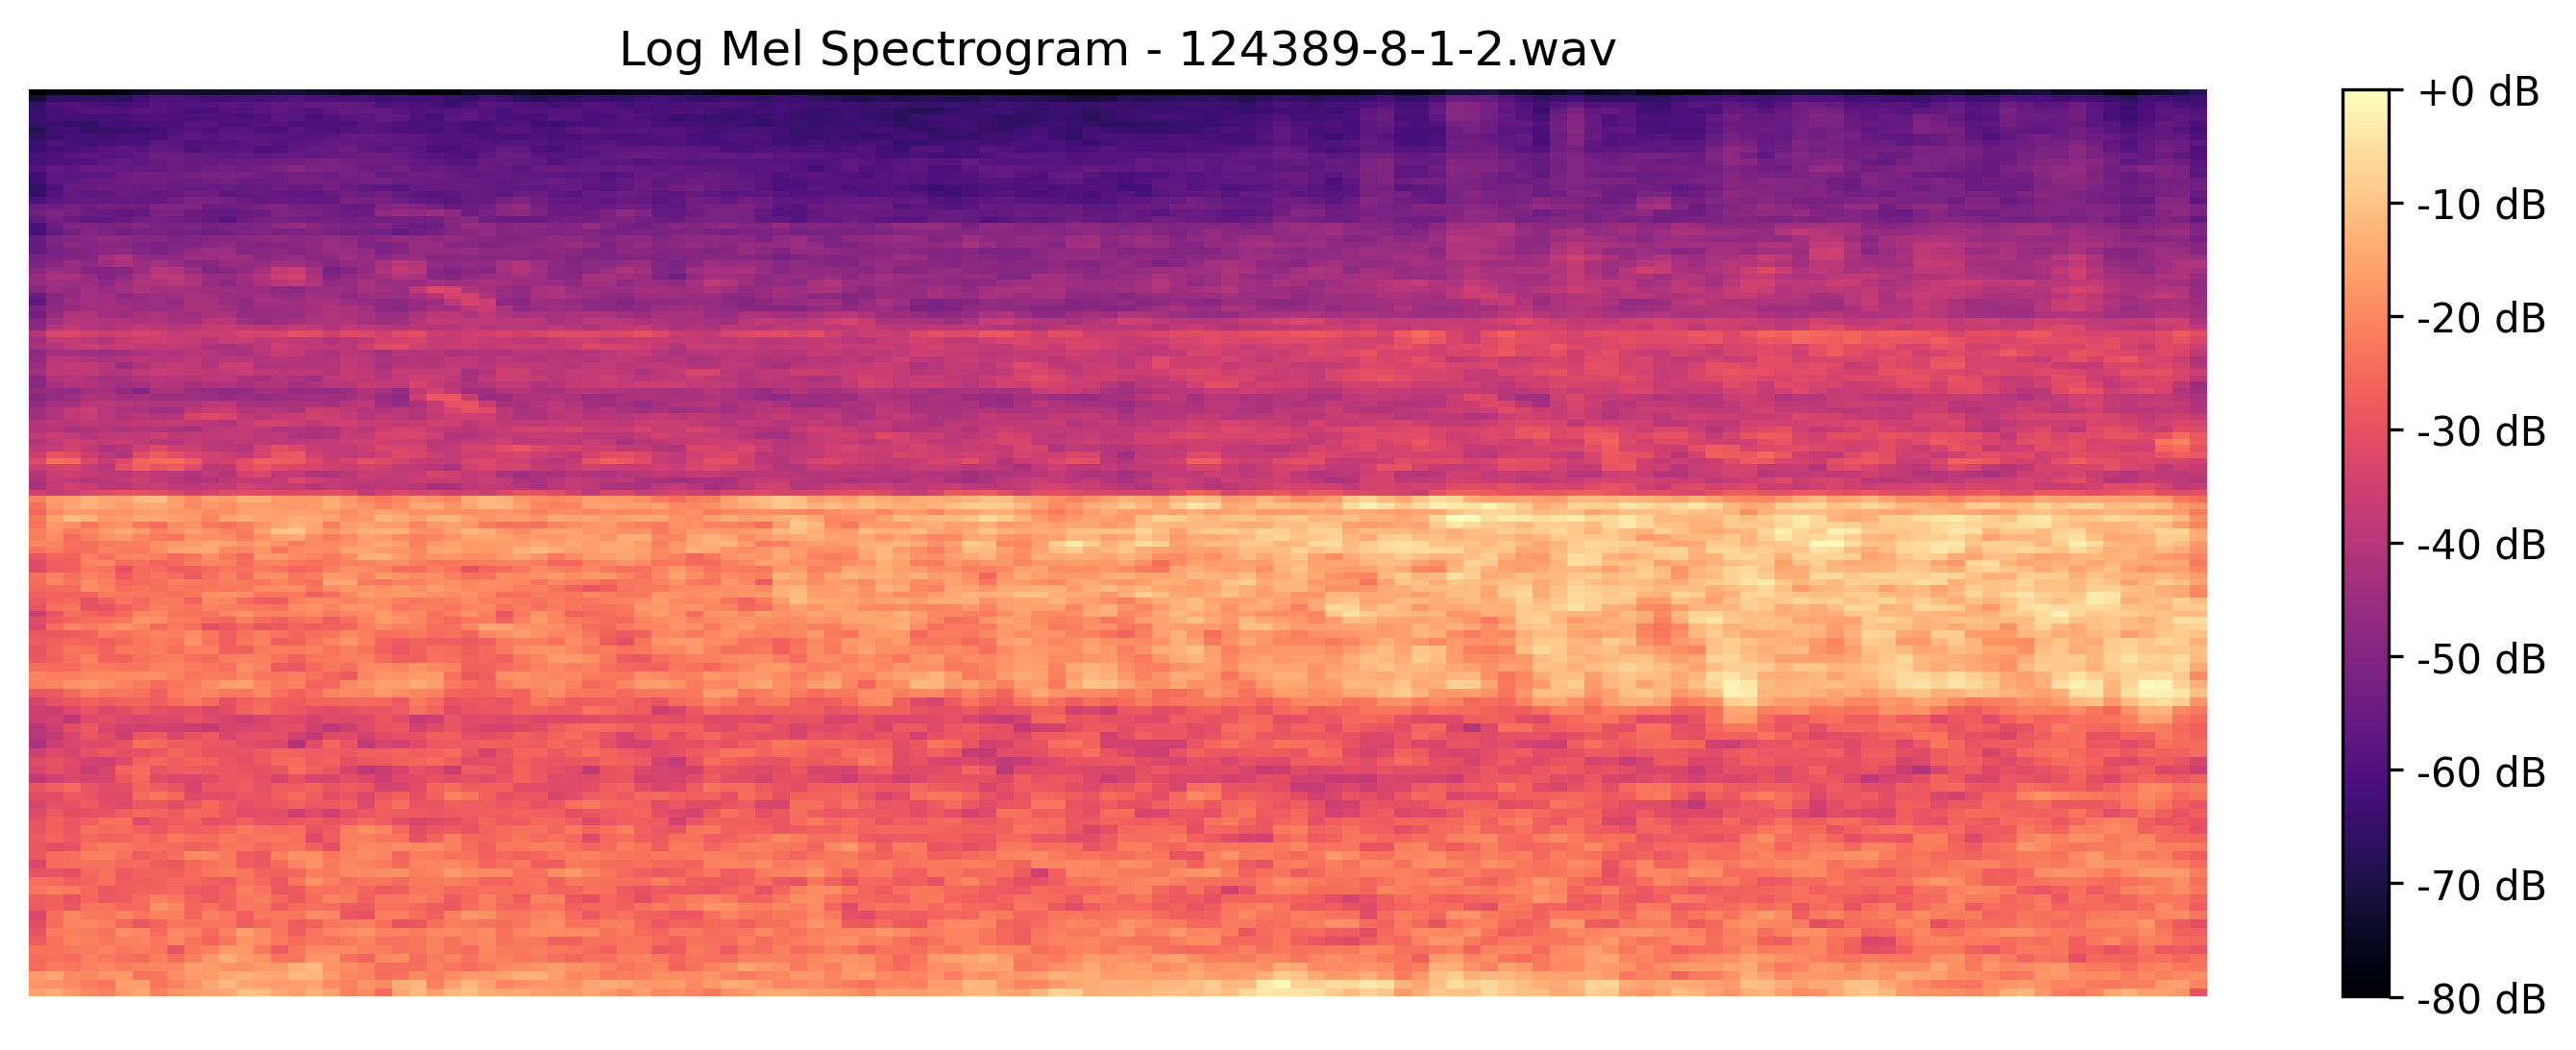 Log Mel Spectrogram - 124389-8-1-2.wav
+0 dB
-10 dB
-20 dB
-30 dB
-40 dB
-50 dB
-60 dB
-70 dB
-80 dB